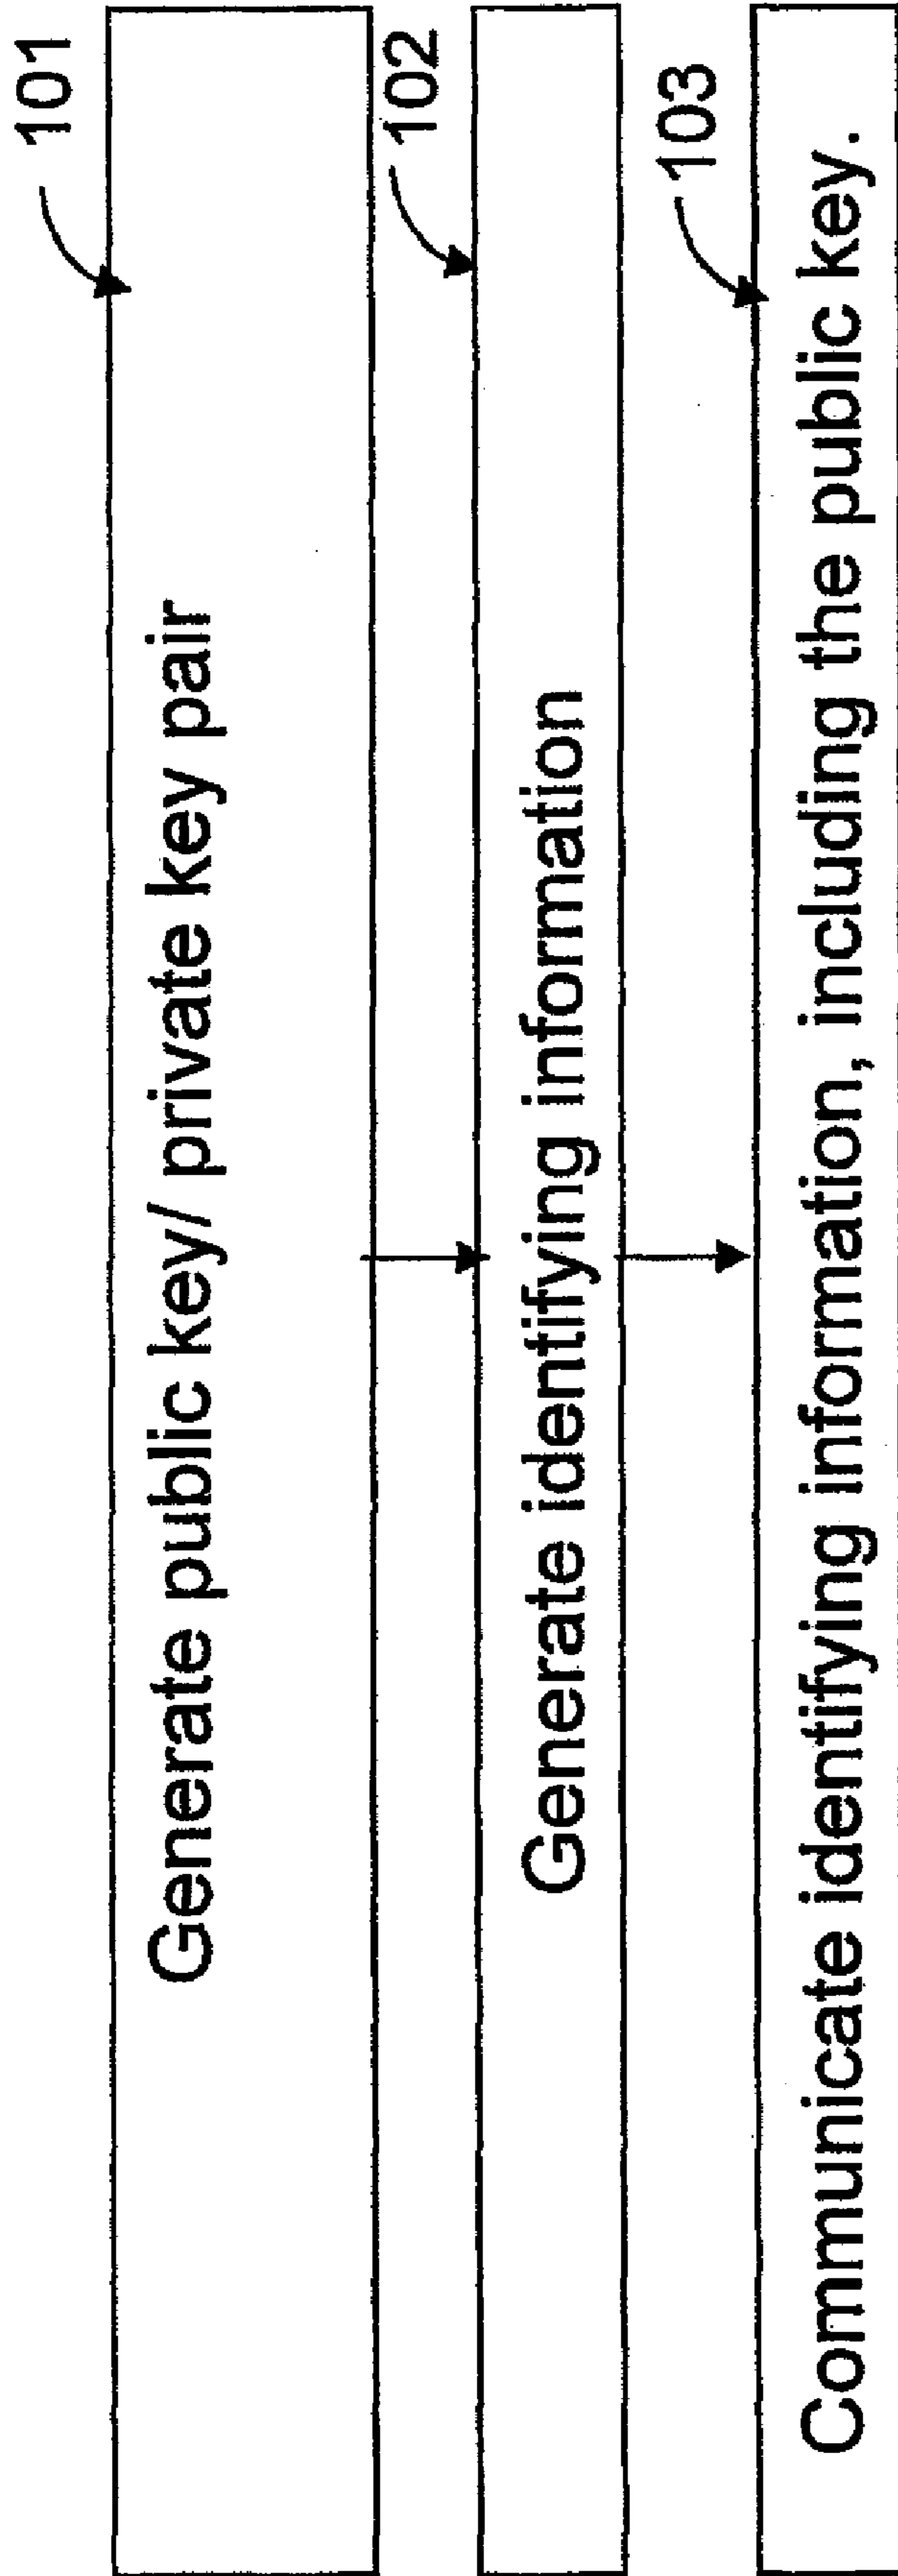 101
Generate public key/ private key pair
102
Generate identifying information
103
Communicate identifying information, including the public key.